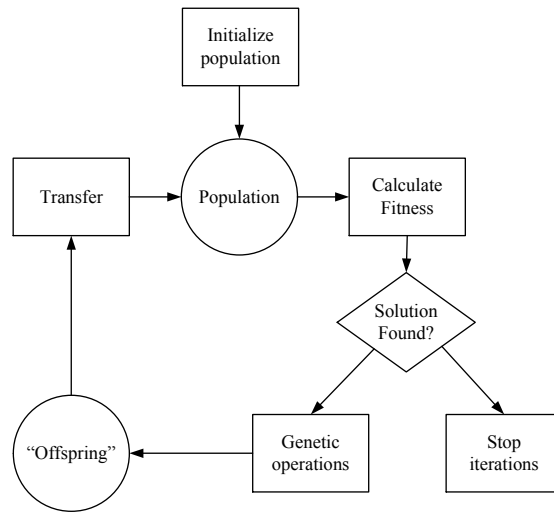 Initialize
population
Transfer
Population
Calculate
Fitness
Solution
Found?
“Offspring”
Genetic
operations
Stop
iterations